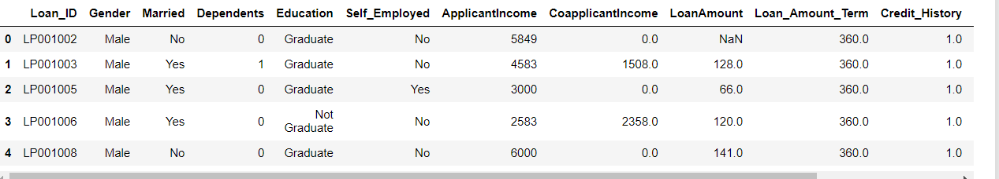 Loan_ID Gender Married Dependents Education Self_Employed ApplicantIncome CoapplicantIncome LoanAmount Loan_Amount_Term Credit_History
0 LP001002 Male No 0 Graduate No 5849 0.0 NaN 360.0 1.0
1 LP001003 Male Yes 1 Graduate No 4583 1508.0 128.0 360.0 1.0
2 LP001005 Male Yes 0 Graduate Yes 3000 0.0 66.0 360.0 1.0
3 LP001006 Male Yes 0 Not Graduate No 2583 2358.0 120.0 360.0 1.0
4 LP001008 Male No 0 Graduate No 6000 0.0 141.0 360.0 1.0